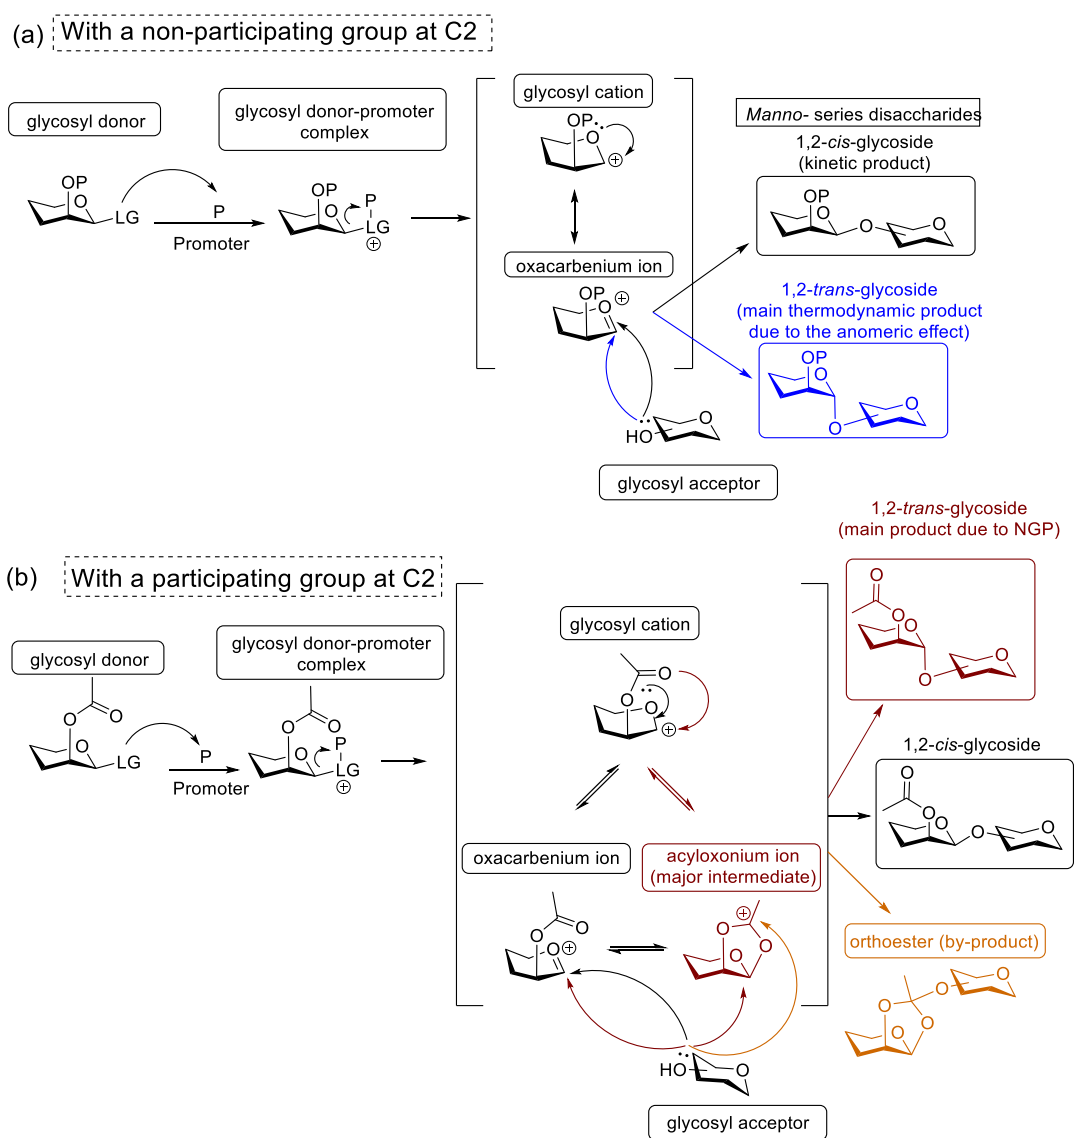 (a) With a non-participating group at C2
glycosyl donor
glycosyl donor-promoter
complex
glycosyl cation
Manno- series disaccharides
1,2-cis-glycoside
(kinetic product)
OP
O
LG
P
Promoter
OP
O
P
LG
⊕
OP
O
⊕
OP
O
O
O
oxacarbenium ion
OP
O
⊕
1,2-trans-glycoside
(main thermodynamic product
due to the anomeric effect)
OP
O
O
O
HO
O
glycosyl acceptor
(b) With a participating group at C2
1,2-trans-glycoside
(main product due to NGP)
O
O
O
O
O
glycosyl donor
glycosyl donor-promoter
complex
glycosyl cation
O
O
O
LG
P
Promoter
O
O
O
P
LG
⊕
O
O
O
⊕
1,2-cis-glycoside
O
O
O
O
O
oxacarbenium ion
acyloxonium ion
(major intermediate)
O
O
O
⊕
⊕
O
O
O
orthoester (by-product)
O
O
O
O
O
HO
O
glycosyl acceptor